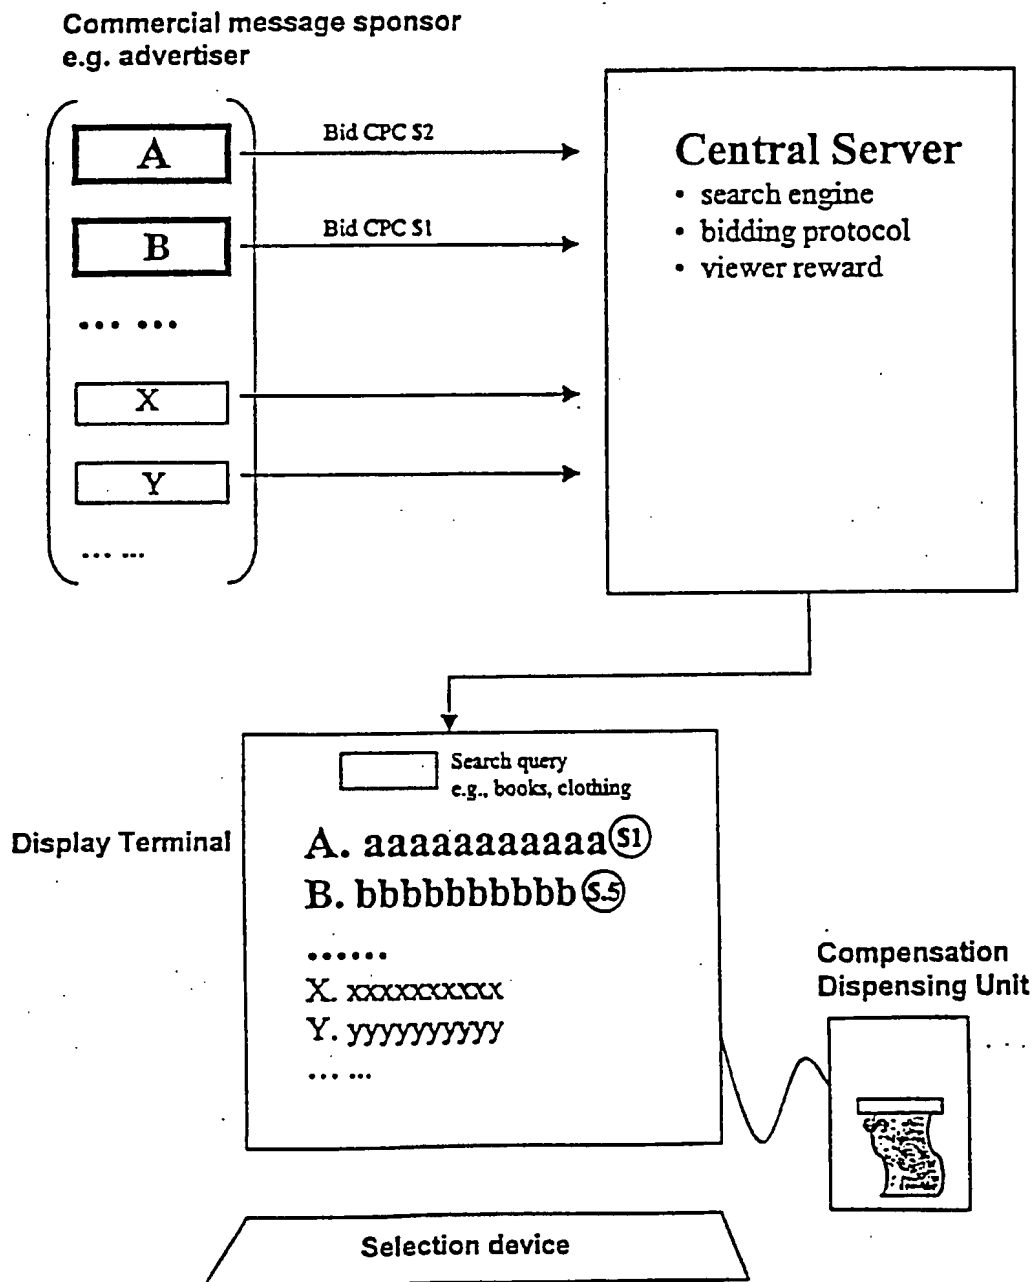 Commercial message sponsor
e.g. advertiser
A
Bid CPC $2
B
Bid CPC $1
... ...
X
Y
... ...
Central Server
• search engine
• bidding protocol
• viewer reward
Search query
e.g., books, clothing
Display Terminal
A. aaaaaaaaaaa $1
B. bbbbbbbbbb $.5
......
X. xxxxxxxxxx
Y. yyyyyyyyyy
... ...
Compensation
Dispensing Unit
$
Selection device